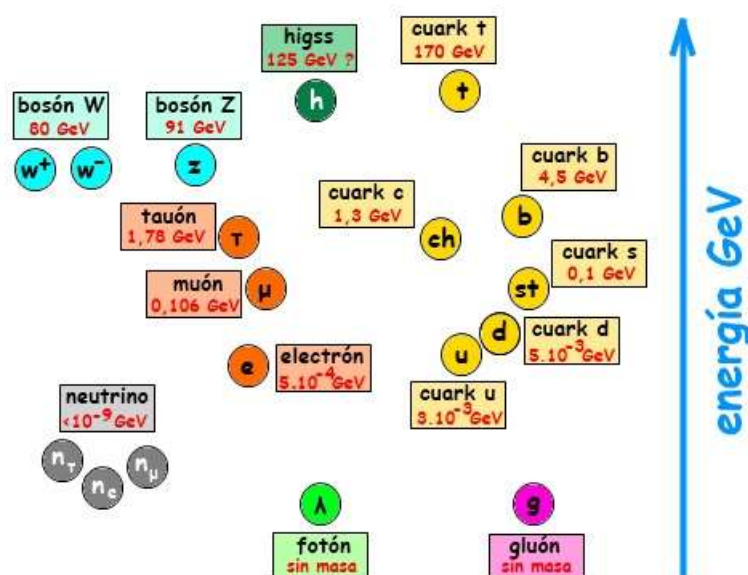 higss
125 GeV ?
h
cuark t
170 GeV
t
bosón W
80 GeV
w⁺
w⁻
bosón Z
91 GeV
z
cuark b
4,5 GeV
b
cuark c
1,3 GeV
ch
tauón
1,78 GeV
τ
cuark s
0,1 GeV
st
muón
0,106 GeV
μ
cuark d
5.10⁻³GeV
d
electrón
5.10⁻⁴GeV
e
u
cuark u
3.10⁻³GeV
neutrino
<10⁻⁹ GeV
n_τ
n_e
n_μ
λ
fotón
sin masa
g
gluón
sin masa
energía GeV